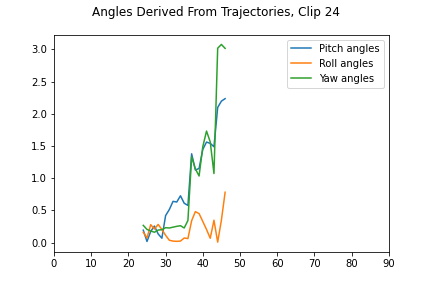 Angles Derived From Trajectories, Clip 24
Pitch angles
Roll angles
Yaw angles
3.0
2.5
2.0
1.5
1.0
0.5
0.0
0 10 20 30 40 50 60 70 80 90